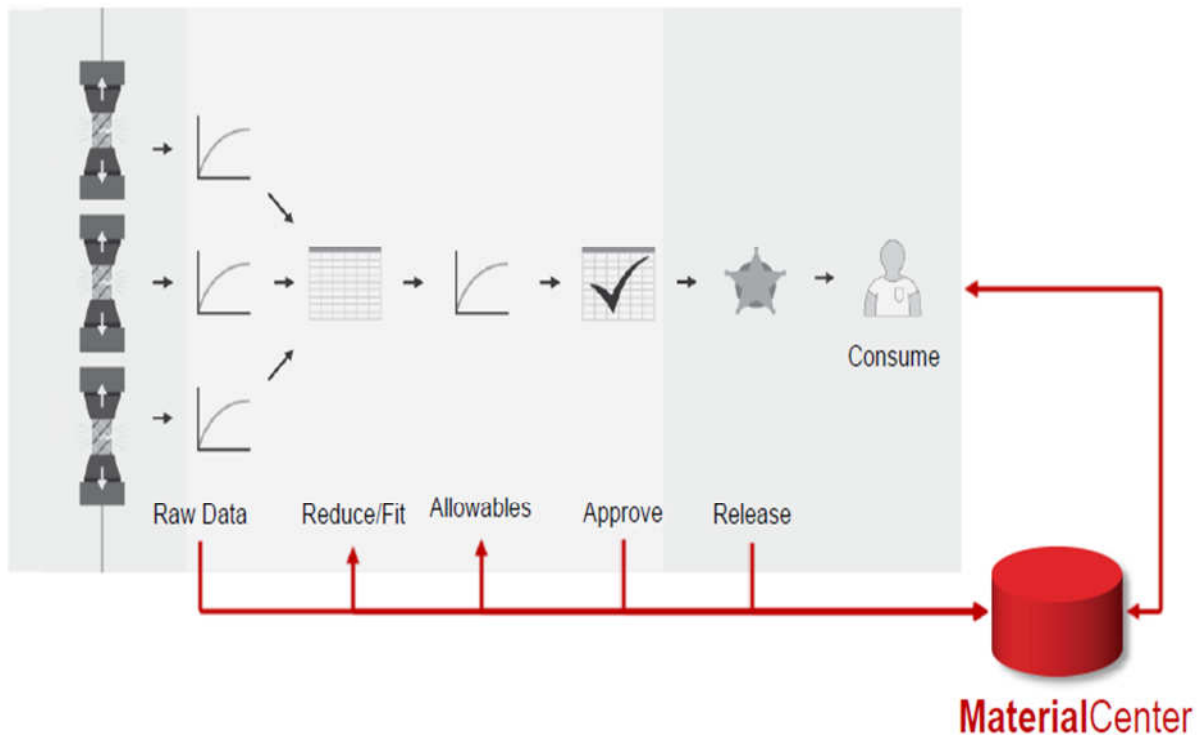 Consume
Raw Data
Reduce/Fit
Allowables
Approve
Release
MaterialCenter